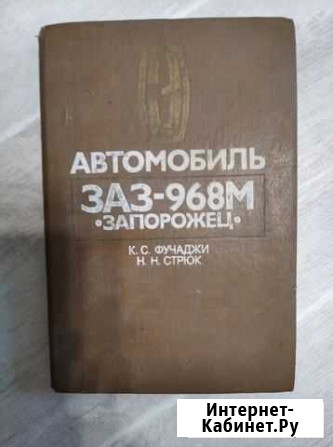 АВТОМОБИЛЬ
ЗАЗ-968М
•ЗАПОРОЖЕЦ•
К. С. ФУЧАДЖИ
Н. Н. СТРЮК
Интернет-
Кабинет.Ру